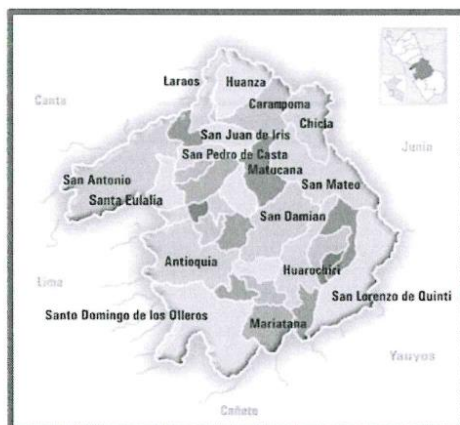 Laraos
Huanza
Canta
Carampoma
Chicla
San Juan de Iris
Junin
San Pedro de Casta
Matucana
San Antonio
San Mateo
Santa Eulalia
San Damian
Antioquia
Huarochiri
Lima
San Lorenzo de Quinti
Santo Domingo de los Olleros
Mariatana
Yauyos
Cañete